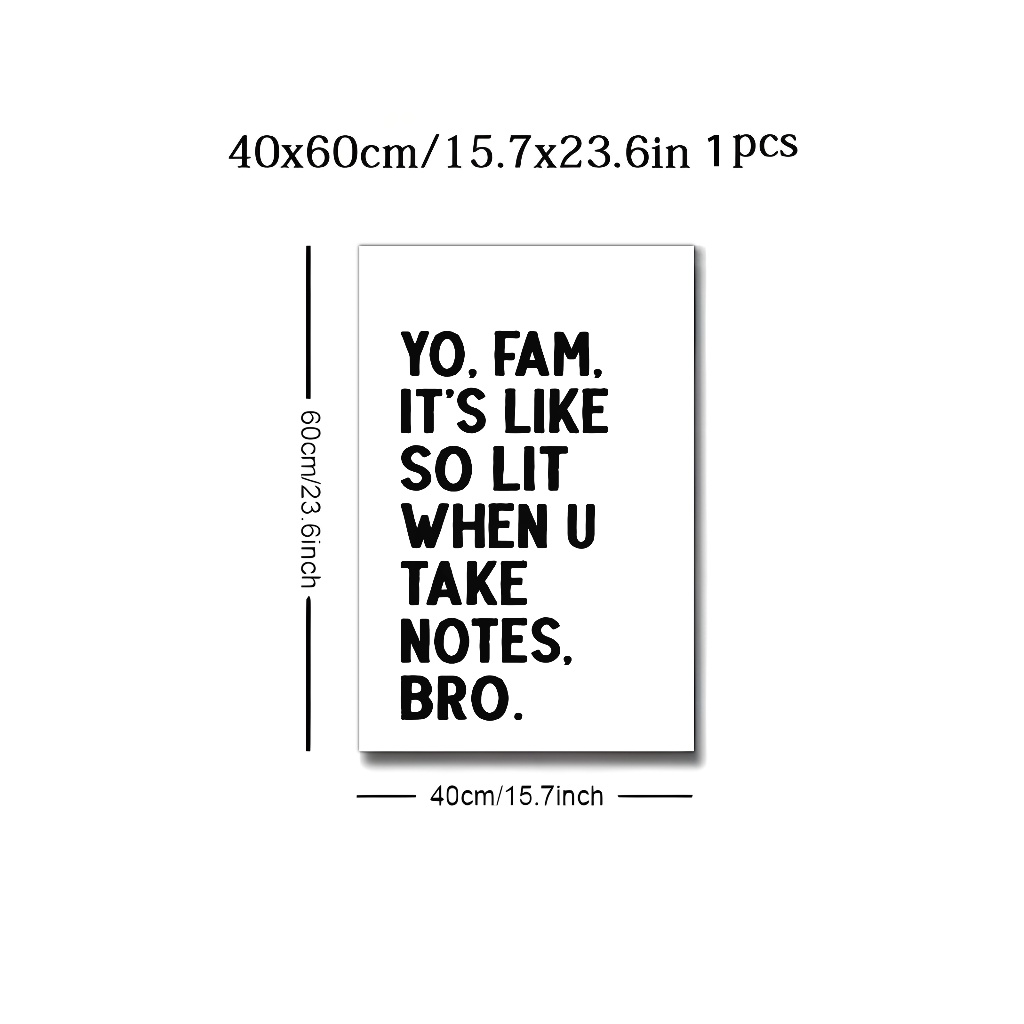 40x60cm/15.7x23.6in 1pcs
60cm/23.6inch
YO, FAM,
IT'S LIKE
SO LIT
WHEN U
TAKE
NOTES,
BRO.
40cm/15.7inch